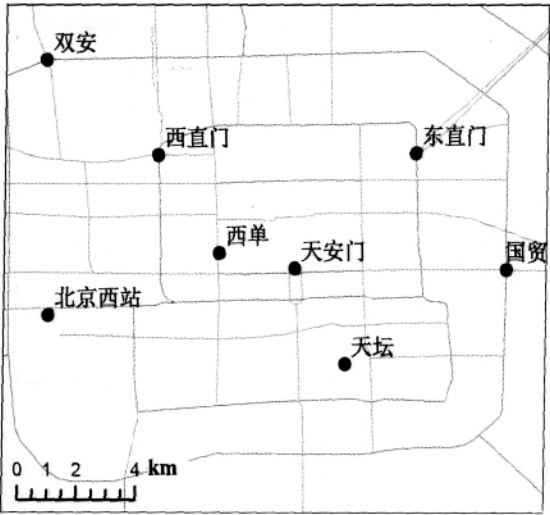 双安
西直门
东直门
西单
天安门
国贸
北京西站
天坛
0 1 2 4 km